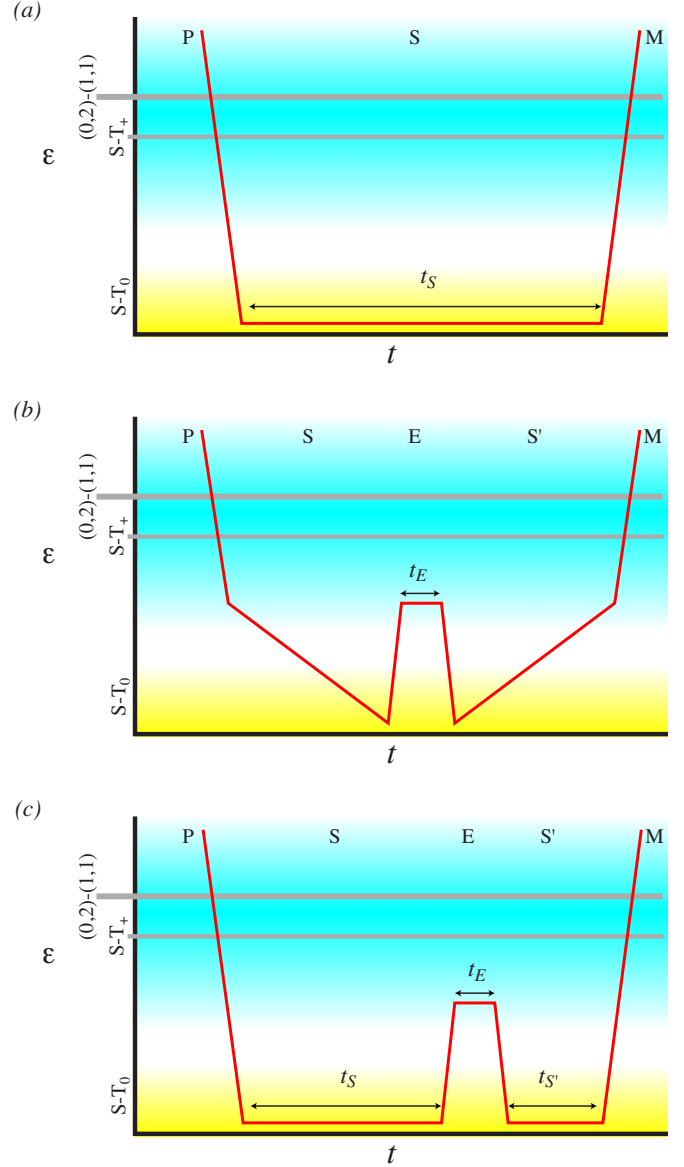 (a)
P S M
(0,2)-(1,1)
S-T+
ε
S-T0
tS
t
(b)
P S E S' M
(0,2)-(1,1)
S-T+
ε
tE
S-T0
t
(c)
P S E S' M
(0,2)-(1,1)
S-T+
ε
tE
S-T0
tS tS'
t